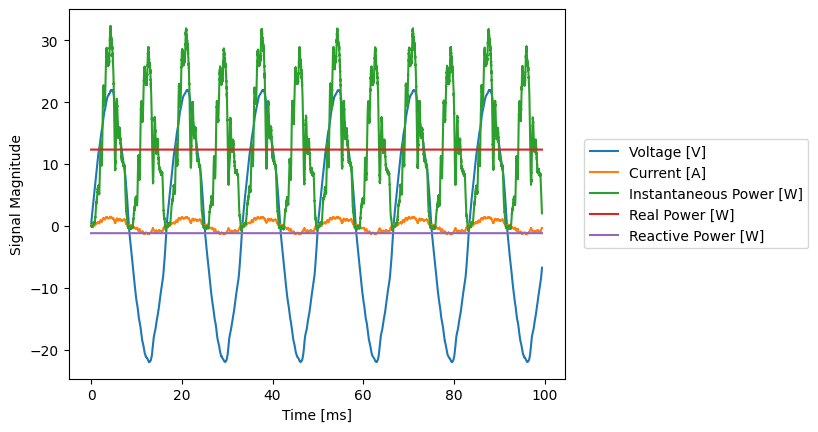 30
20
10
0
−10
−20
Signal Magnitude
0 20 40 60 80 100
Time [ms]
Voltage [V]
Current [A]
Instantaneous Power [W]
Real Power [W]
Reactive Power [W]